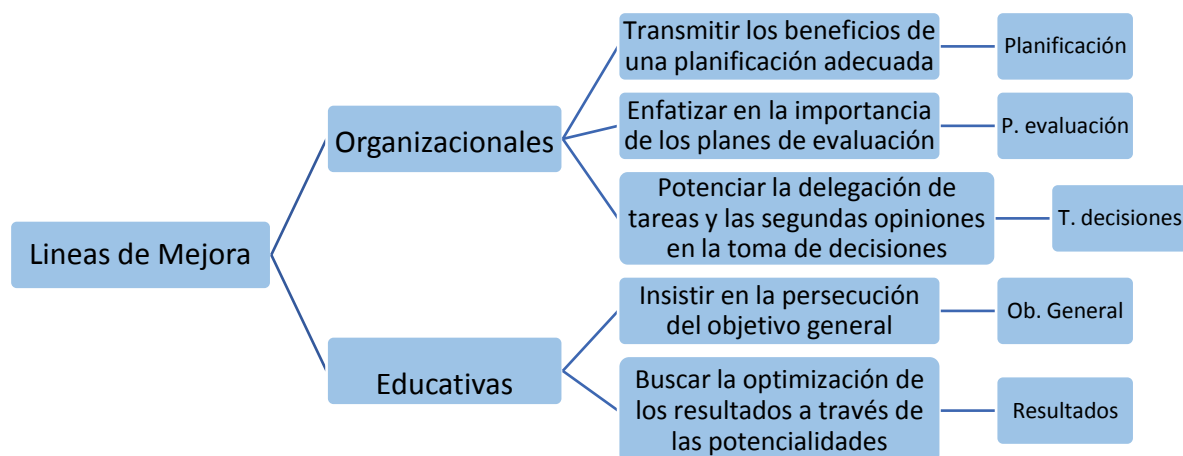 Lineas de Mejora
Organizacionales
Transmitir los beneficios de
una planificación adecuada
Planificación
Enfatizar en la importancia
de los planes de evaluación
P. evaluación
Potenciar la delegación de
tareas y las segundas opiniones
en la toma de decisiones
T. decisiones
Educativas
Insistir en la persecución
del objetivo general
Ob. General
Buscar la optimización de
los resultados a través de
las potencialidades
Resultados